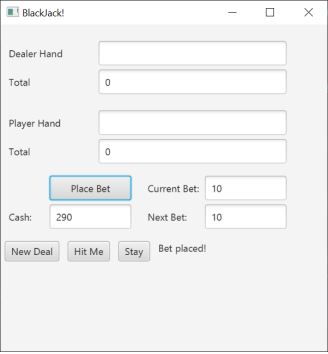 BlackJack!
Dealer Hand
Total 0
Player Hand
Total 0
Place Bet Current Bet: 10
Cash: 290 Next Bet: 10
New Deal Hit Me Stay Bet placed!